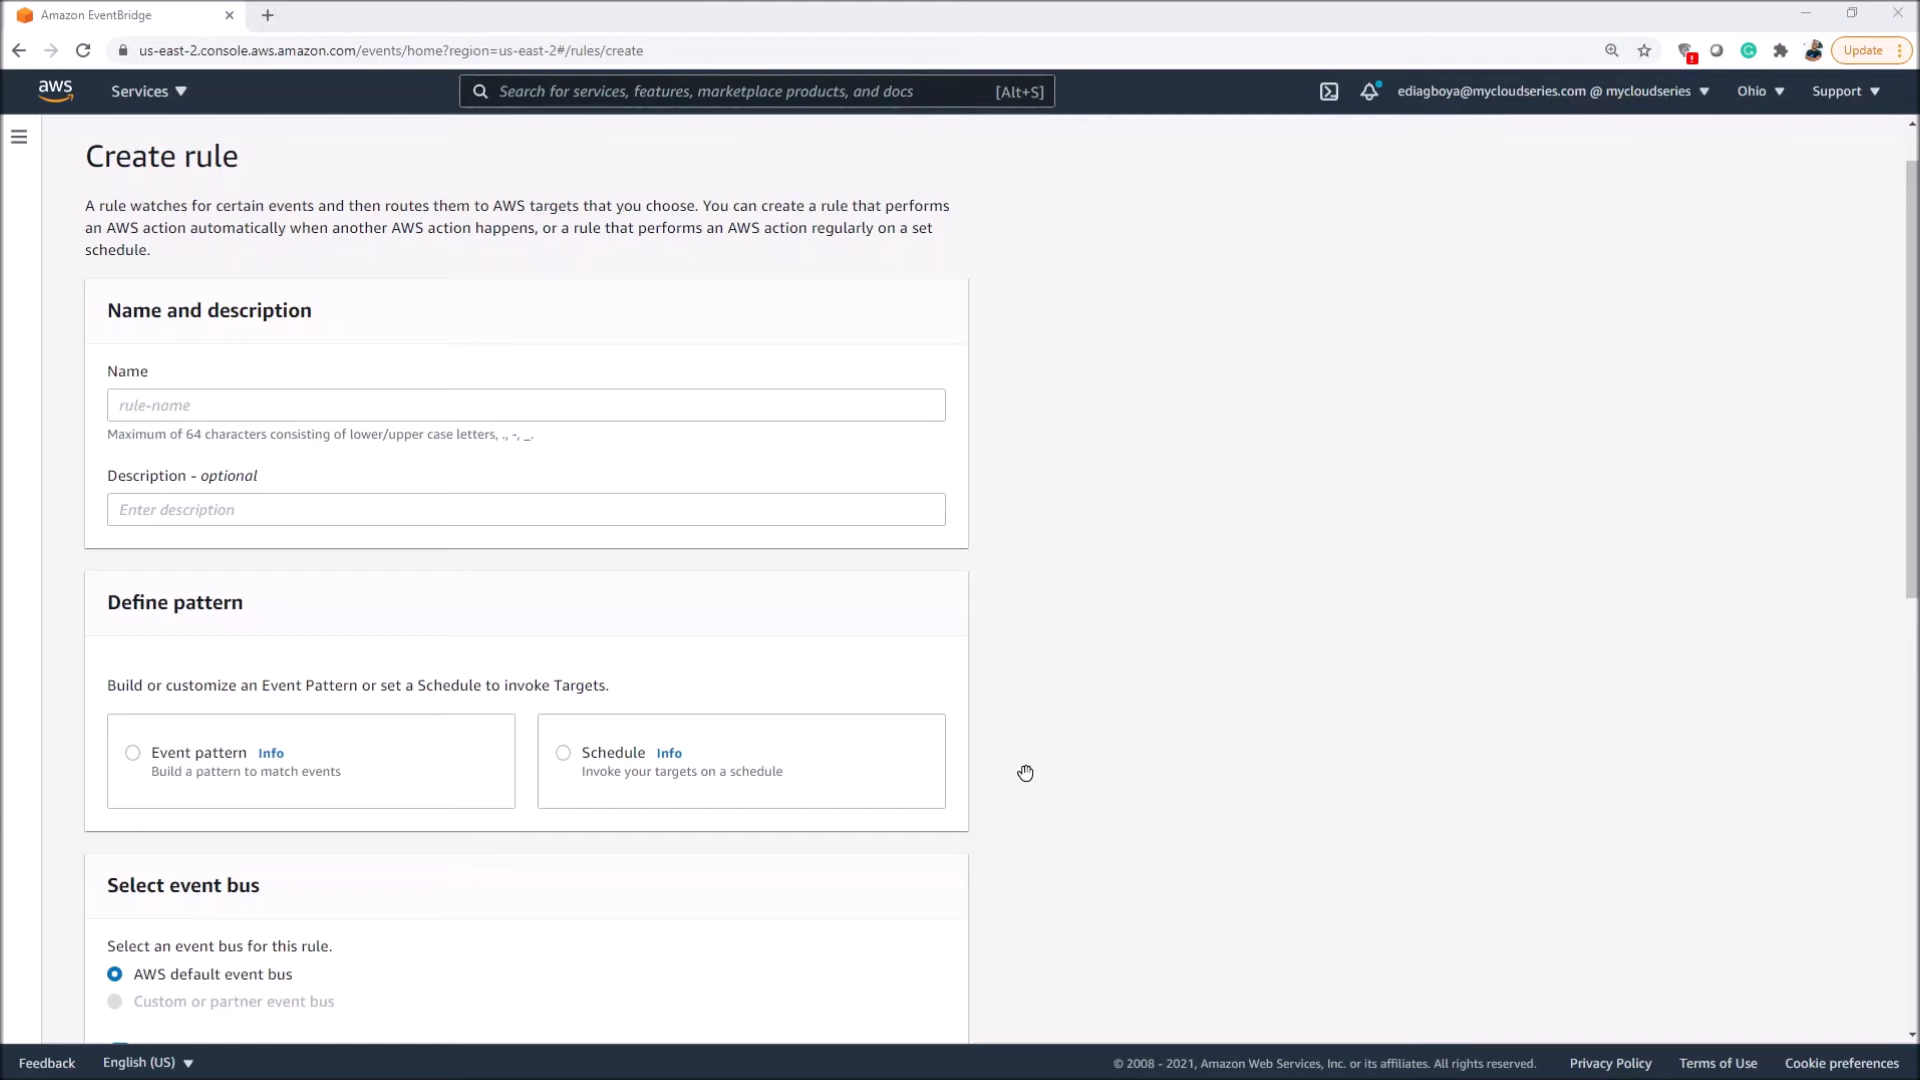 Amazon EventBridge
us-east-2.console.aws.amazon.com/events/home?region=us-east-2#/rules/create
Update
aws
Services
Search for services, features, marketplace products, and docs
[Alt+S]
ediagboya@mycloudseries.com @ mycloudseries
Ohio
Support
Create rule
A rule watches for certain events and then routes them to AWS targets that you choose. You can create a rule that performs
an AWS action automatically when another AWS action happens, or a rule that performs an AWS action regularly on a set
schedule.
Name and description
Name
rule-name
Maximum of 64 characters consisting of lower/upper case letters, ., -, _.
Description - optional
Enter description
Define pattern
Build or customize an Event Pattern or set a Schedule to invoke Targets.
Event pattern Info
Build a pattern to match events
Schedule Info
Invoke your targets on a schedule
Select event bus
Select an event bus for this rule.
AWS default event bus
Custom or partner event bus
Feedback
English (US)
© 2008 - 2021, Amazon Web Services, Inc. or its affiliates. All rights reserved.
Privacy Policy
Terms of Use
Cookie preferences